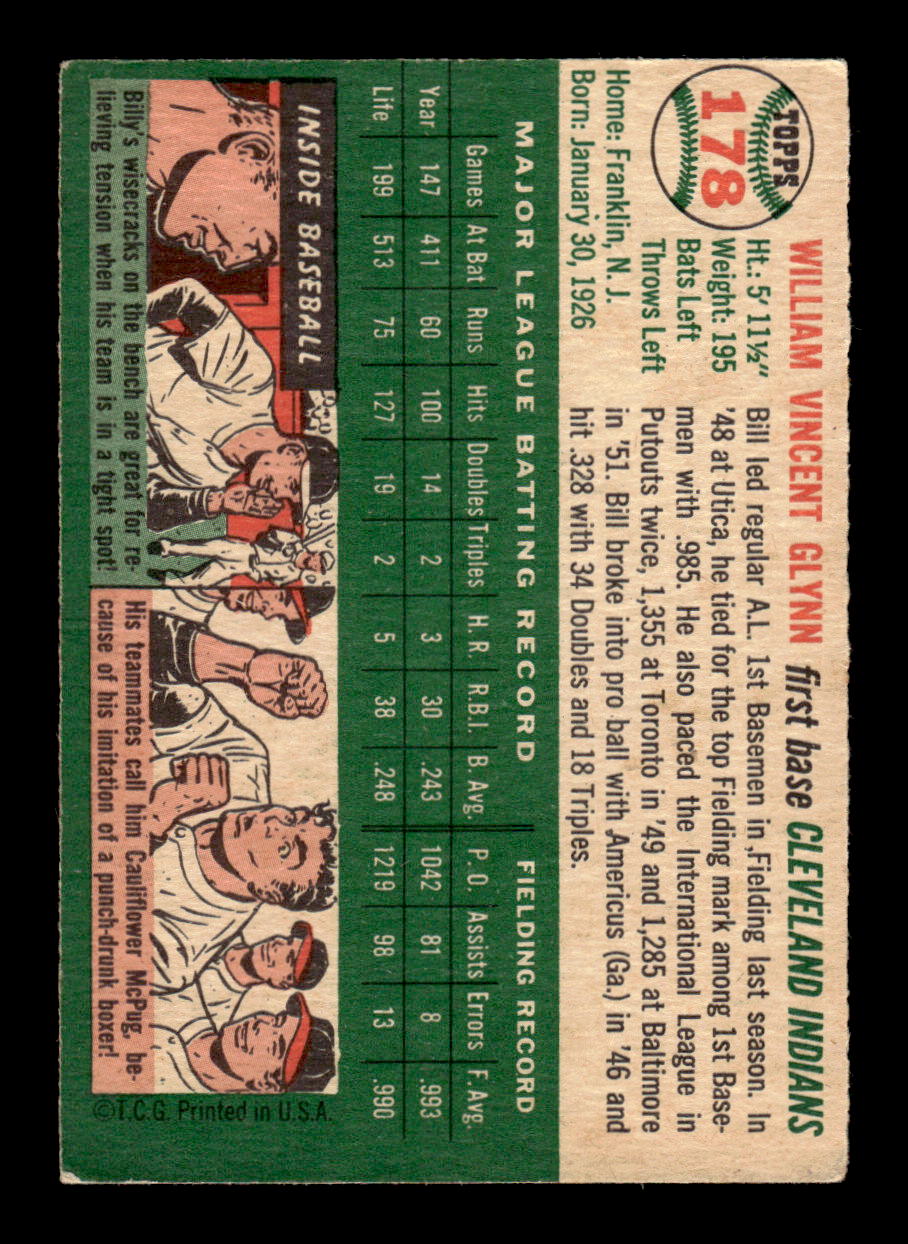 TOPPS
178
WILLIAM VINCENT GLYNN first base CLEVELAND INDIANS
Ht.: 5' 11½"
Weight: 195
Bats Left
Throws Left
Home: Franklin, N. J.
Born: January 30, 1926
Bill led regular A.L. 1st Basemen in Fielding last season. In
'48 at Utica, he tied for the top Fielding mark among 1st Base-
men with .985. He also paced the International League in
Putouts twice, 1,355 at Toronto in '49 and 1,285 at Baltimore
in '51. Bill broke into pro ball with Americus (Ga.) in '46 and
hit .328 with 34 Doubles and 18 Triples.
MAJOR LEAGUE BATTING RECORD FIELDING RECORD
Games At Bat Runs Hits Doubles Triples H. R. R.B.I. B. Avg. P. O. Assists Errors F. Avg.
Year 147 411 60 100 14 2 3 30 .243 1042 81 8 .993
Life 199 513 75 127 19 2 5 38 .248 1219 98 13 .990
INSIDE BASEBALL
Billy's wisecracks on the bench are great for re-
lieving tension when his team is in a tight spot!
His teammates call him Cauliflower McPug, be-
cause of his imitation of a punch-drunk boxer!
©T.C.G. Printed in U.S.A.